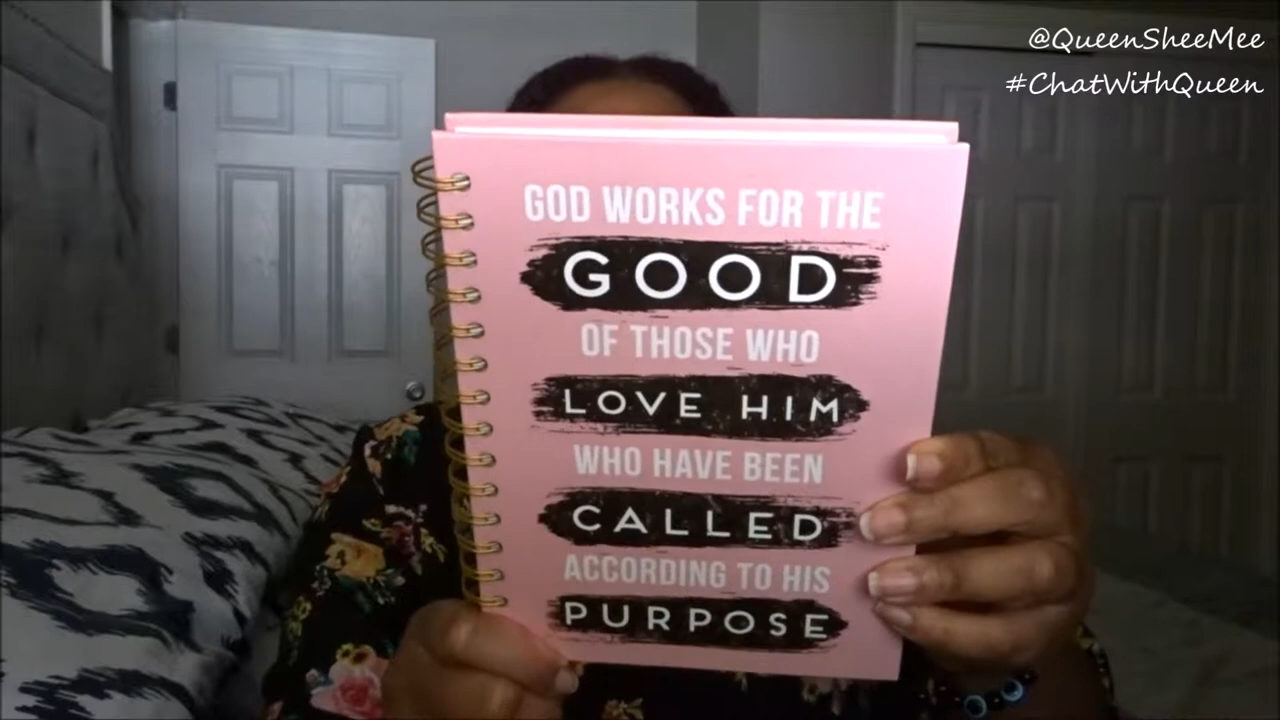 @QueenSheeMee
#ChatWithQueen
GOD WORKS FOR THE
GOOD
OF THOSE WHO
LOVE HIM
WHO HAVE BEEN
CALLED
ACCORDING TO HIS
PURPOSE